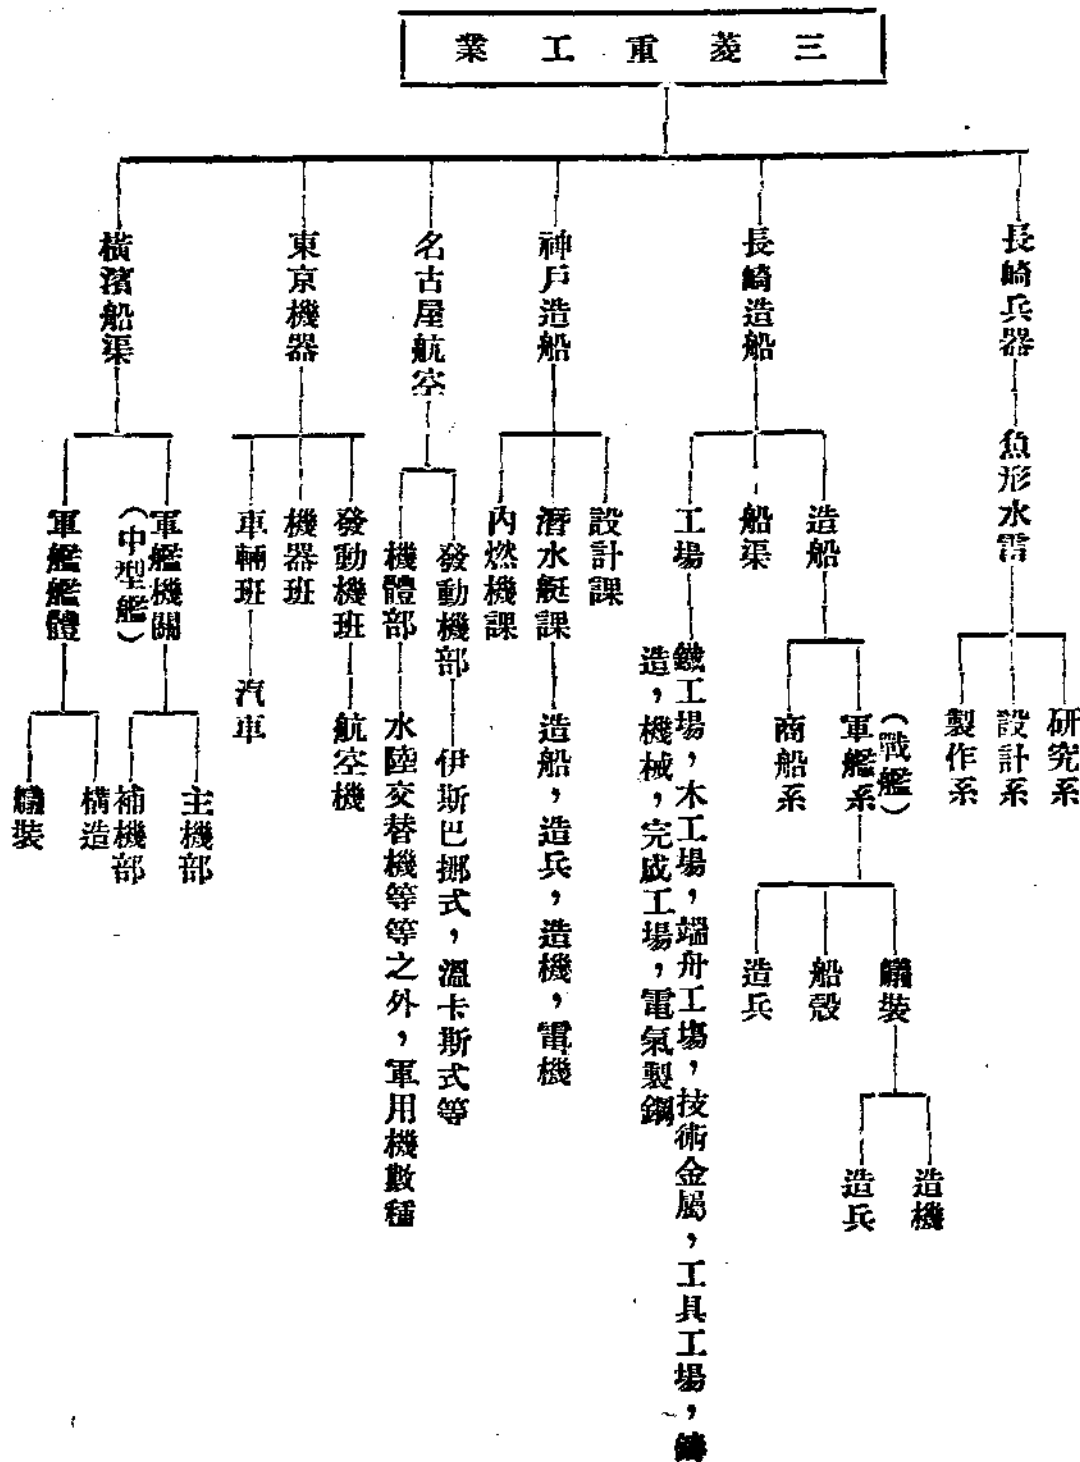 三菱重工業
長崎兵器
魚形水雷
研究系
設計系
製作系
長崎造船
造船
(戰艦)
軍艦系
艤裝
造機
造兵
船殼
造兵
商船系
船渠
工場
鐵工場,木工場,端舟工場,技術金屬,工具工場,鑄
造,機械,完成工場,電氣製鋼
神戶造船
設計課
潛水艇課
造船,造兵,造機,電機
內燃機課
名古屋航空
發動機部
伊斯巴挪式,溫卡斯式等
機體部
水陸交替機等等之外,軍用機數種
東京機器
發動機班
航空機
機器班
車輛班
汽車
橫濱船渠
軍艦機關
(中型艦)
主機部
補機部
軍艦艦體
構造
艤裝